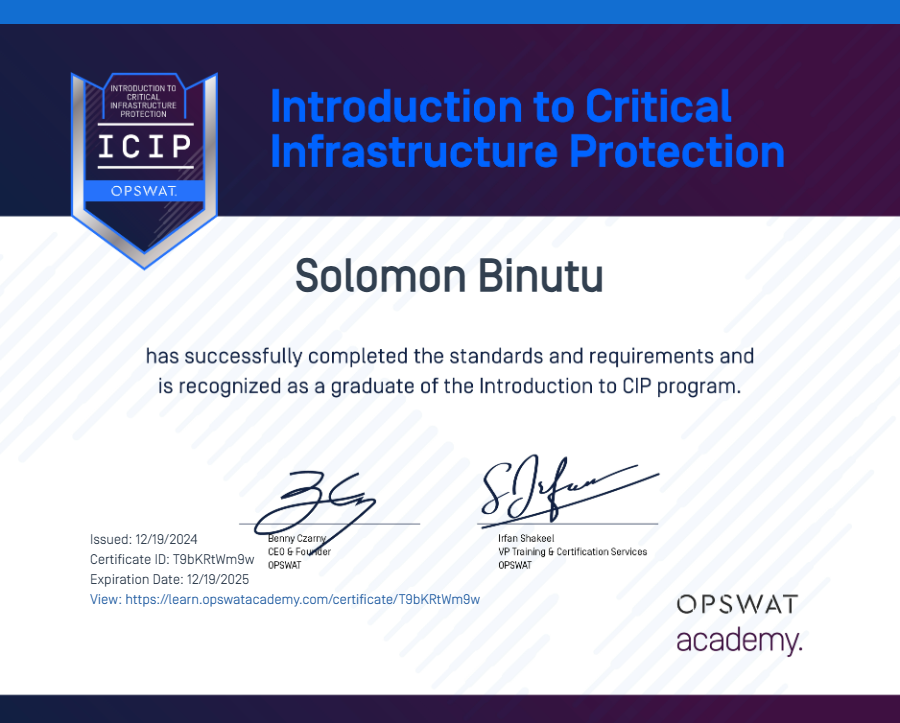 INTRODUCTION TO
CRITICAL
INFRASTRUCTURE
PROTECTION
ICIP
OPSWAT.
Introduction to Critical
Infrastructure Protection
Solomon Binutu
has successfully completed the standards and requirements and
is recognized as a graduate of the Introduction to CIP program.
Benny Czarny
CEO & Founder
OPSWAT
Irfan Shakeel
VP Training & Certification Services
OPSWAT
Issued: 12/19/2024
Certificate ID: T9bKRtWm9w
Expiration Date: 12/19/2025
View: https://learn.opswatacademy.com/certificate/T9bKRtWm9w
OPSWAT
academy.